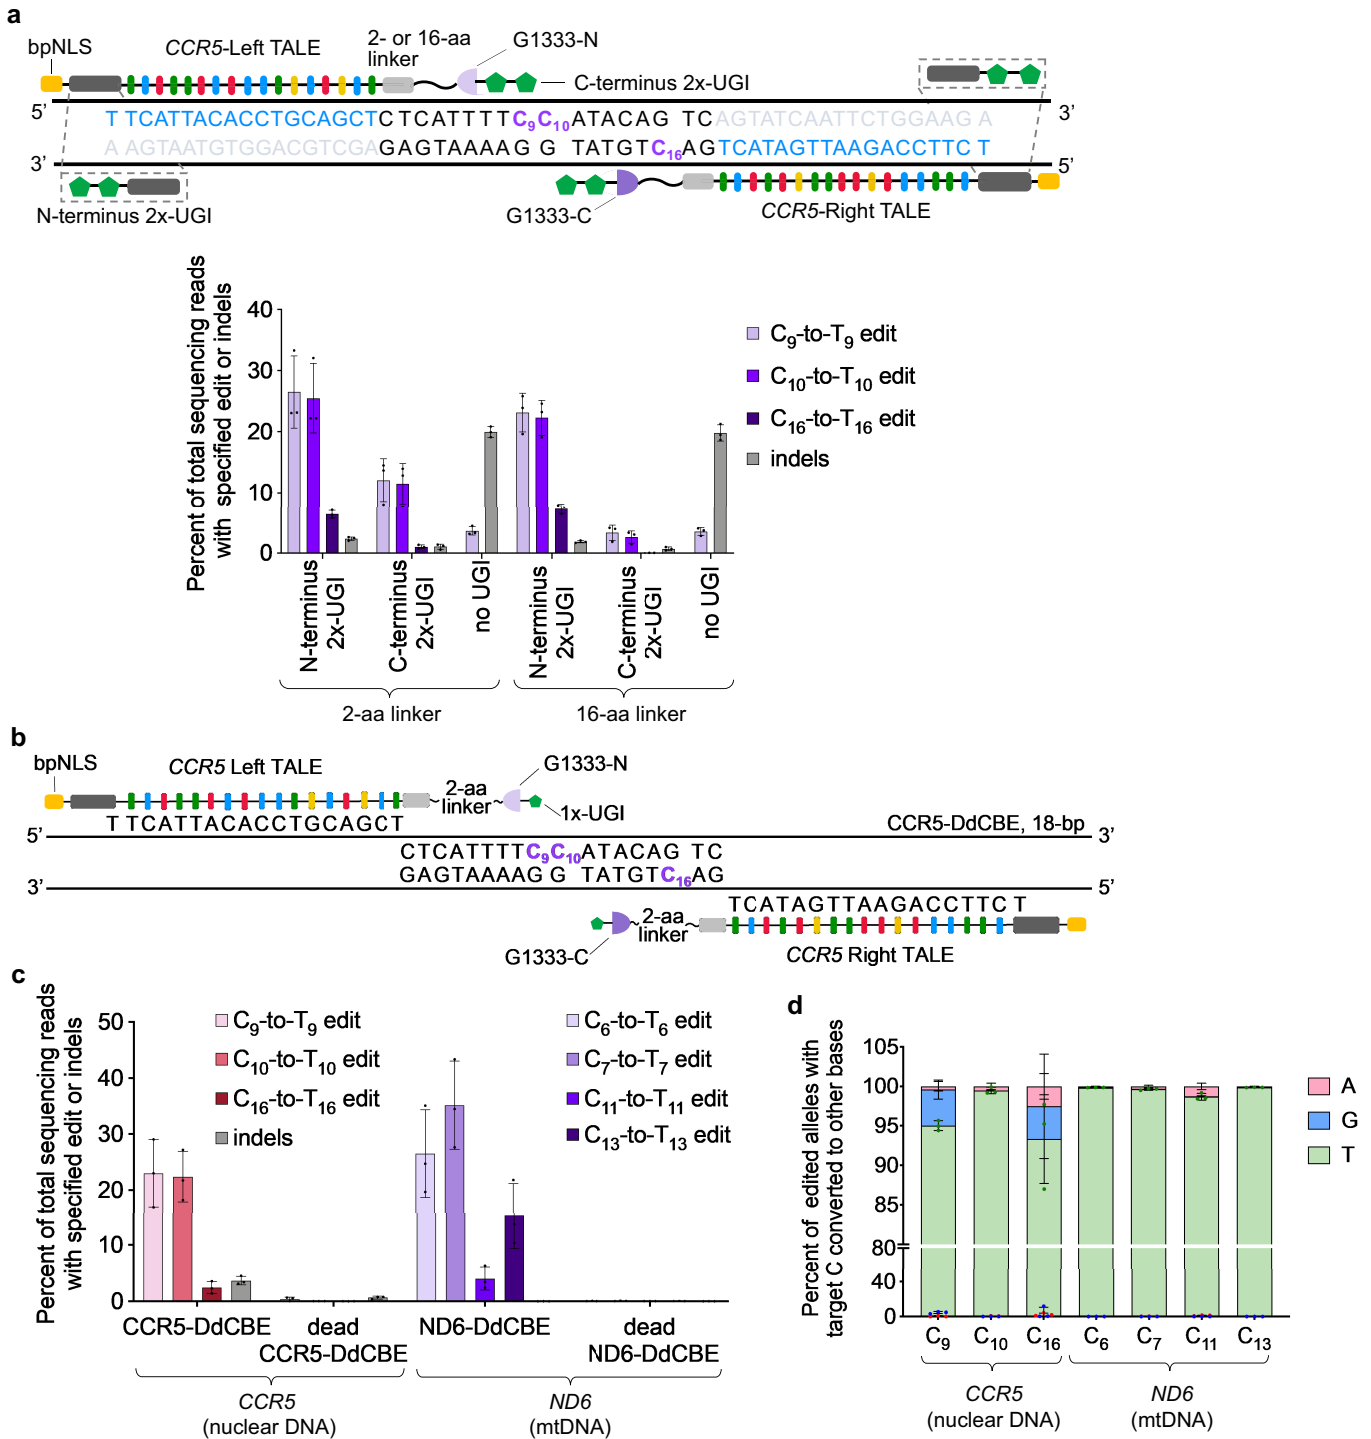 a
bpNLS
CCR5-Left TALE
2- or 16-aa
linker
G1333-N
C-terminus 2x-UGI
5’
T TCATTACACCTGCAGCTCTCATTTTC9C10ATACAG TCAGTATCAATTCTGGAAG A
3’
A AGTAATGTGGACGTCGAGAGTAAAAG G TATGTC16AGTCATAGTTAAGACCTTC T
3’
5’
N-terminus 2x-UGI
G1333-C
CCR5-Right TALE
Percent of total sequencing reads
with specified edit or indels
40
30
20
10
0
C9-to-T9 edit
C10-to-T10 edit
C16-to-T16 edit
indels
N-terminus
2x-UGI
C-terminus
2x-UGI
no UGI
N-terminus
2x-UGI
C-terminus
2x-UGI
no UGI
2-aa linker
16-aa linker
b
bpNLS
CCR5 Left TALE
G1333-N
2-aa
linker
1x-UGI
T TCATTACACCTGCAGCT
CCR5-DdCBE, 18-bp
5’
3’
CTCATTTTC9C10ATACAG TC
GAGTAAAAG G TATGTC16AG
3’
5’
TCATAGTTAAGACCTTC T
2-aa
linker
G1333-C
CCR5 Right TALE
c
Percent of total sequencing reads
with specified edit or indels
50
40
30
20
10
0
C9-to-T9 edit
C10-to-T10 edit
C16-to-T16 edit
indels
C6-to-T6 edit
C7-to-T7 edit
C11-to-T11 edit
C13-to-T13 edit
CCR5-DdCBE
dead
CCR5-DdCBE
ND6-DdCBE
dead
ND6-DdCBE
CCR5
(nuclear DNA)
ND6
(mtDNA)
d
Percent of edited alleles with
target C converted to other bases
105
100
95
90
85
80
80
40
0
A
G
T
C9
C10
C16
C6
C7
C11
C13
CCR5
(nuclear DNA)
ND6
(mtDNA)